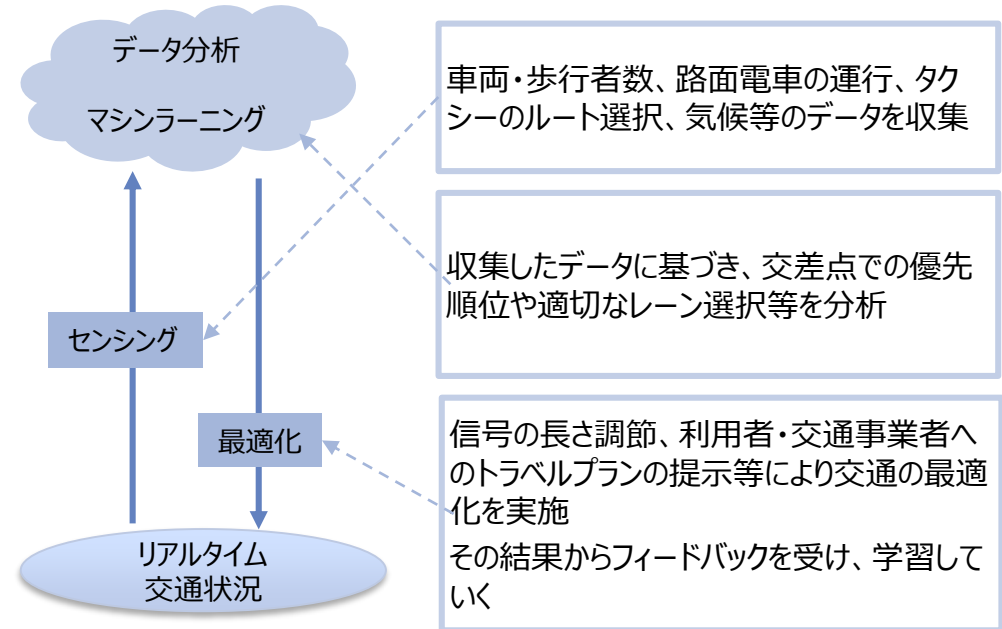 データ分析
マシンラーニング
車両・歩行者数、路面電車の運行、タク
シーのルート選択、気候等のデータを収集
収集したデータに基づき、交差点での優先
順位や適切なレーン選択等を分析
センシング
最適化
信号の長さ調節、利用者・交通事業者へ
のトラベルプランの提示等により交通の最適
化を実施
その結果からフィードバックを受け、学習して
いく
リアルタイム
交通状況